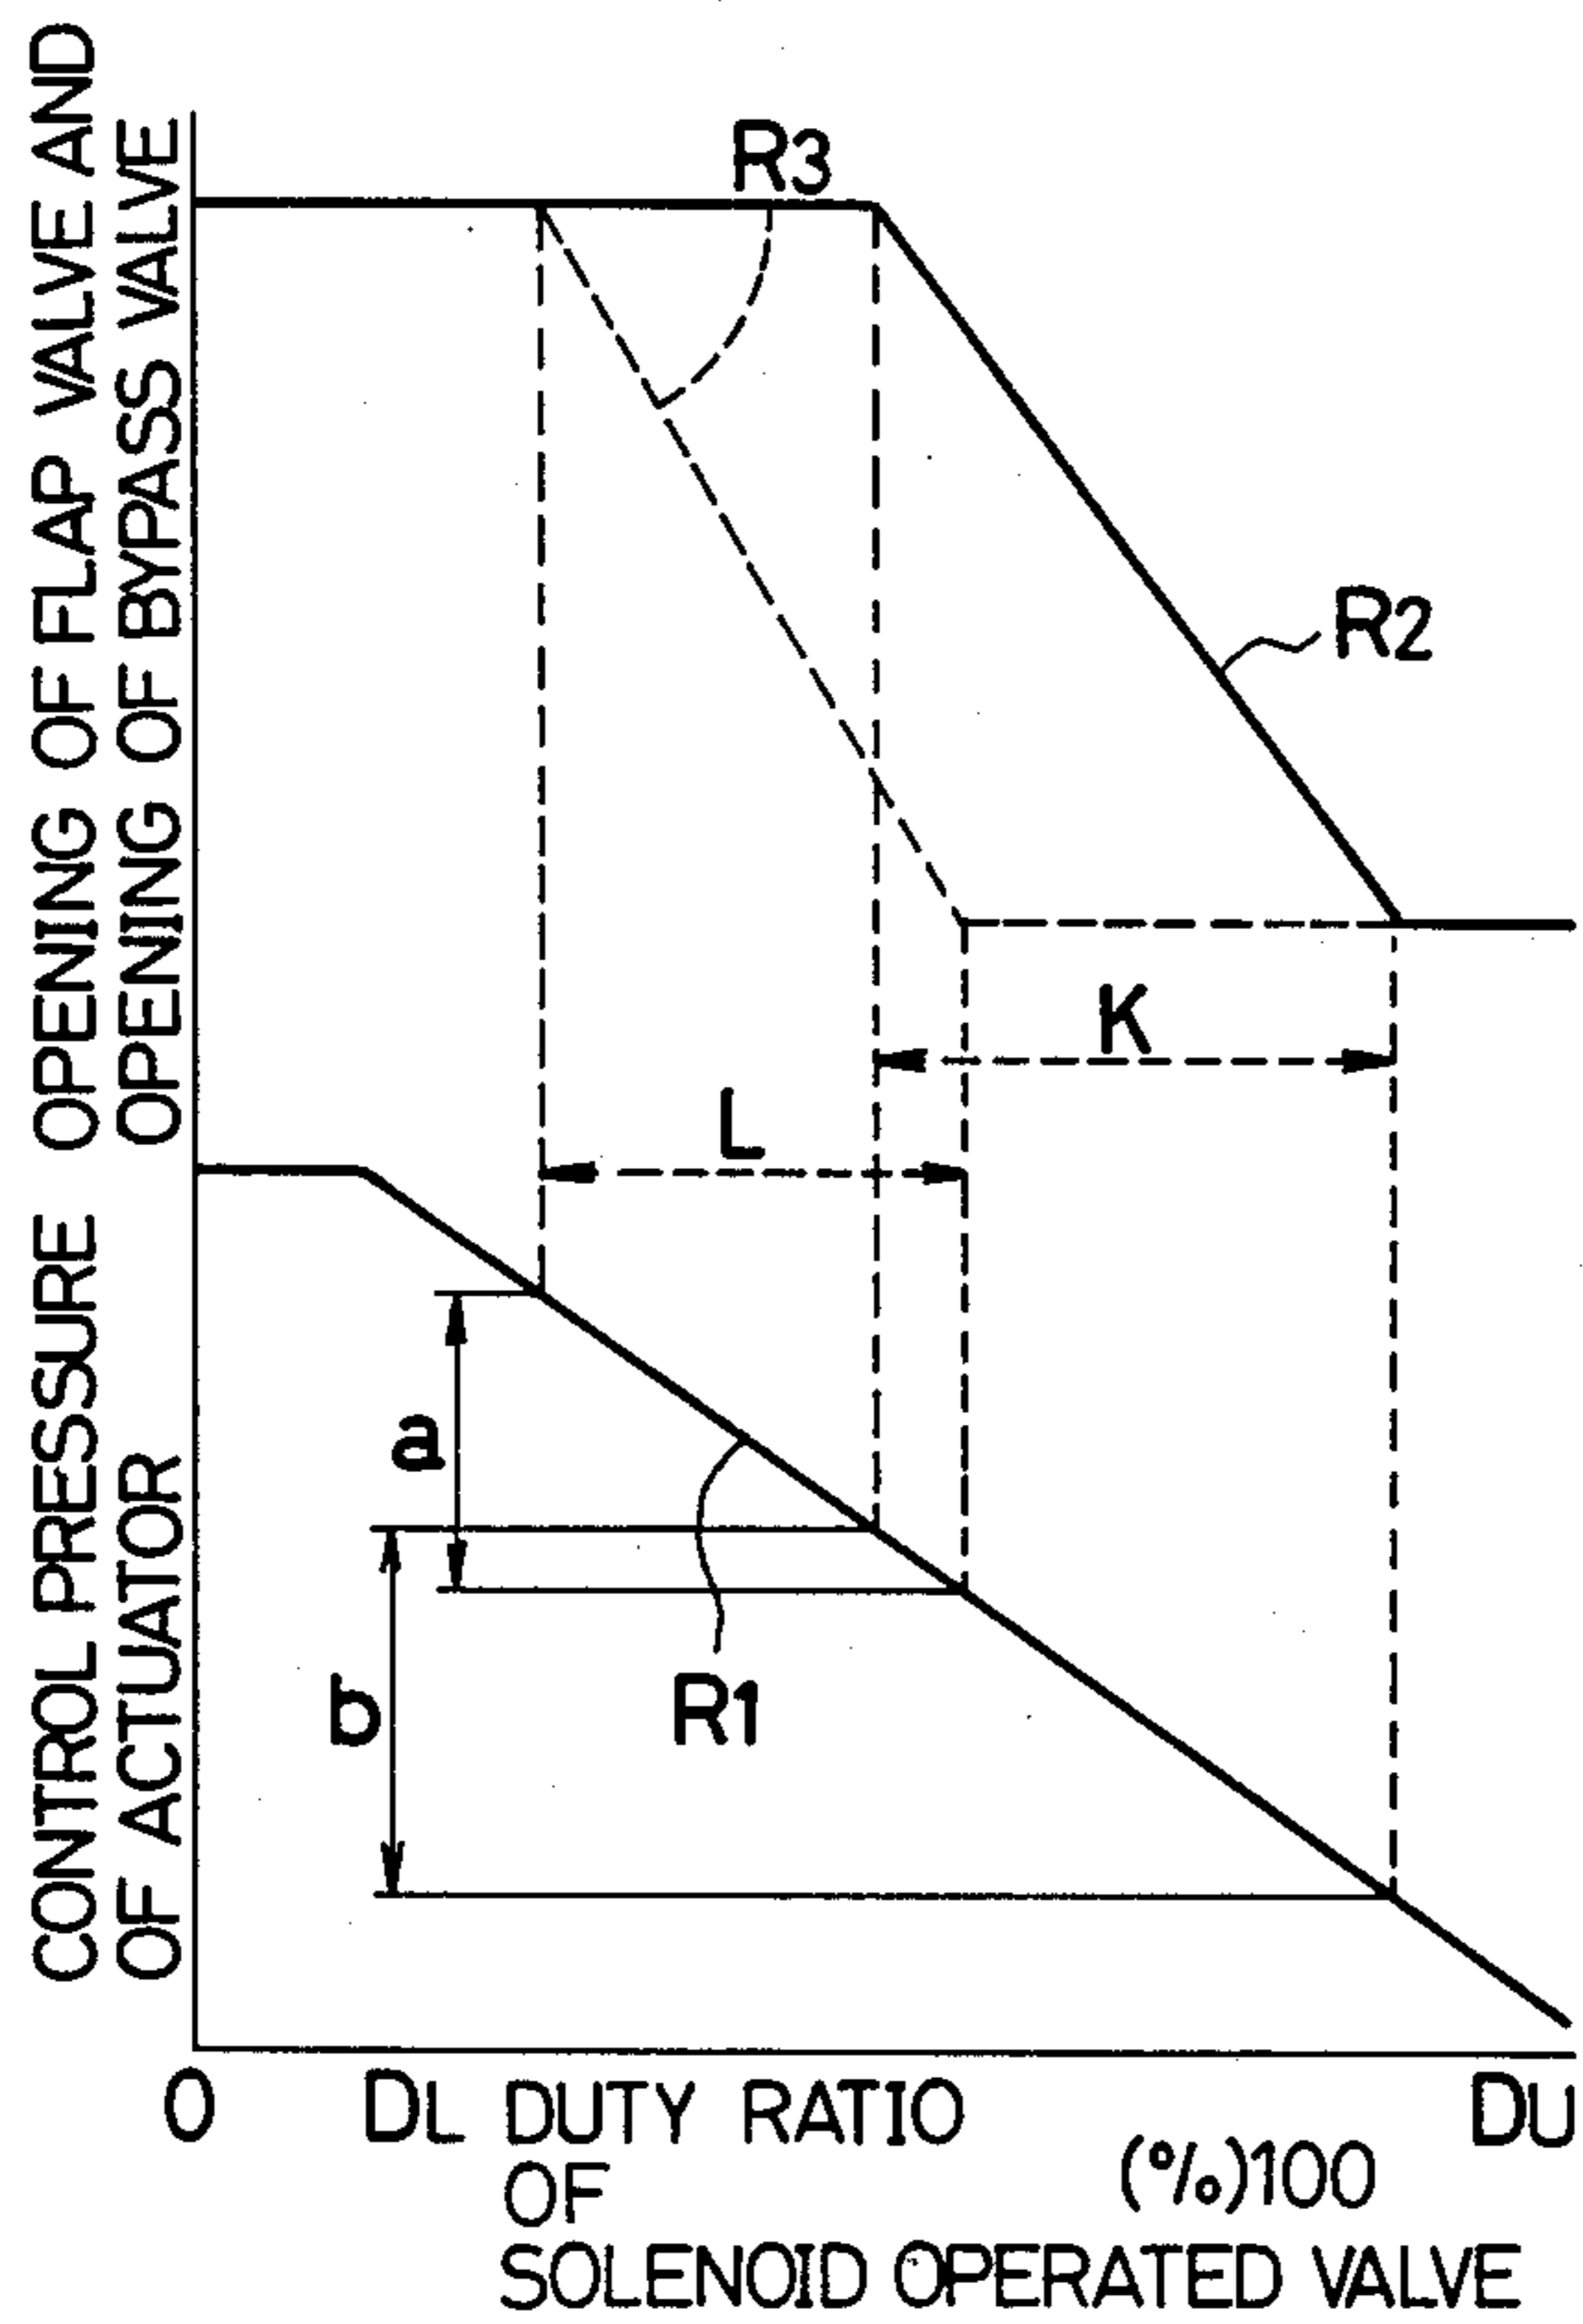 OPENING OF FLAP VALVE AND
OPENING OF BYPASS VALVE
CONTROL PRESSURE
OF ACTUATOR
R3
R2
K
L
a
b
R1
O DL DUTY RATIO DU
OF (%)100
SOLENOID OPERATED VALVE